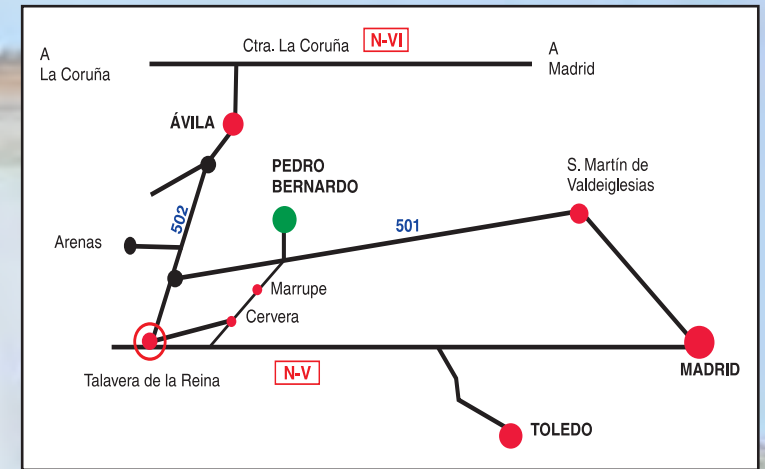 A
La Coruña
Ctra. La Coruña
N-VI
A
Madrid
ÁVILA
PEDRO
BERNARDO
S. Martín de
Valdeiglesias
502
501
Arenas
Marrupe
Cervera
Talavera de la Reina
N-V
MADRID
TOLEDO